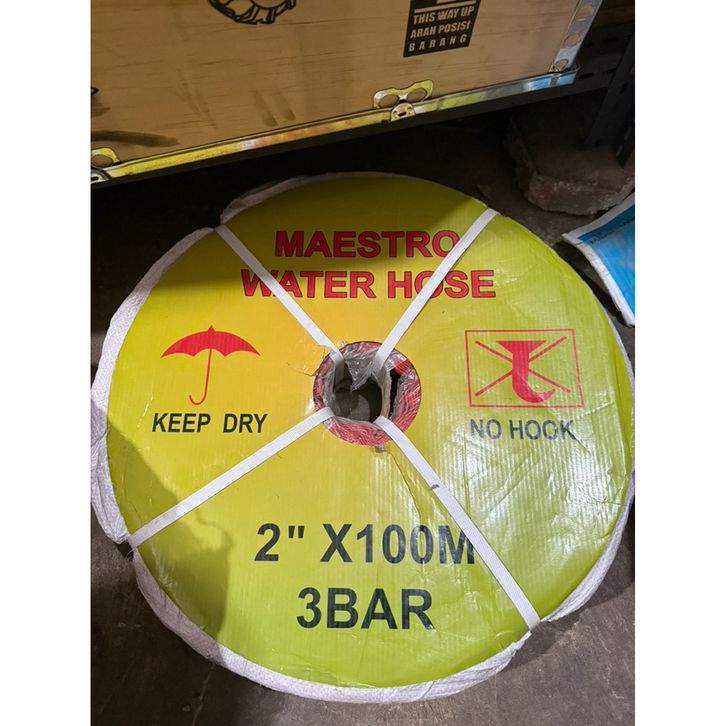 THIS WAY UP
ARAH POSISI
BARANG
MAESTRO
WATER HOSE
KEEP DRY
NO HOOK
2" X100M
3BAR